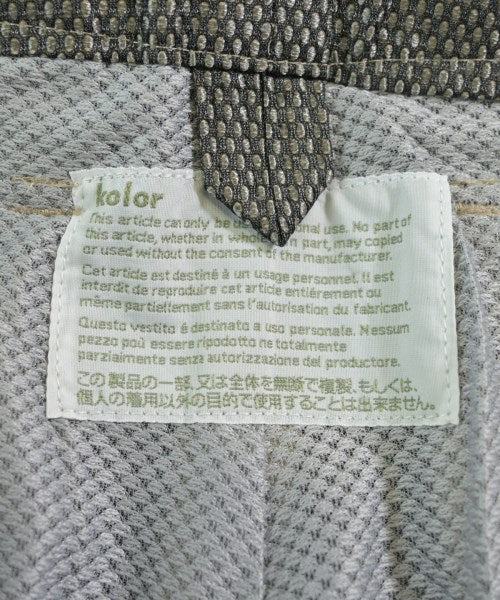 kolor
This article can only be onal use. No part of
this article, whether in whole n part, may copied
or used without the consent of the manufacturer.
Cet article est destiné à un usage personnel. Il est
interdit de reproduire cet article entièrement ou
même partiellement sans l'autorisation du fabricant.
Questo vestito é destinato a uso personale. Nessun
pezzo può essere ripodotto ne totalmente
parzialmente senza autorizzazione del productore.
この製品の一部、又は全体を無断で複製、もしくは、
個人の着用以外の目的で使用することは出来ません。